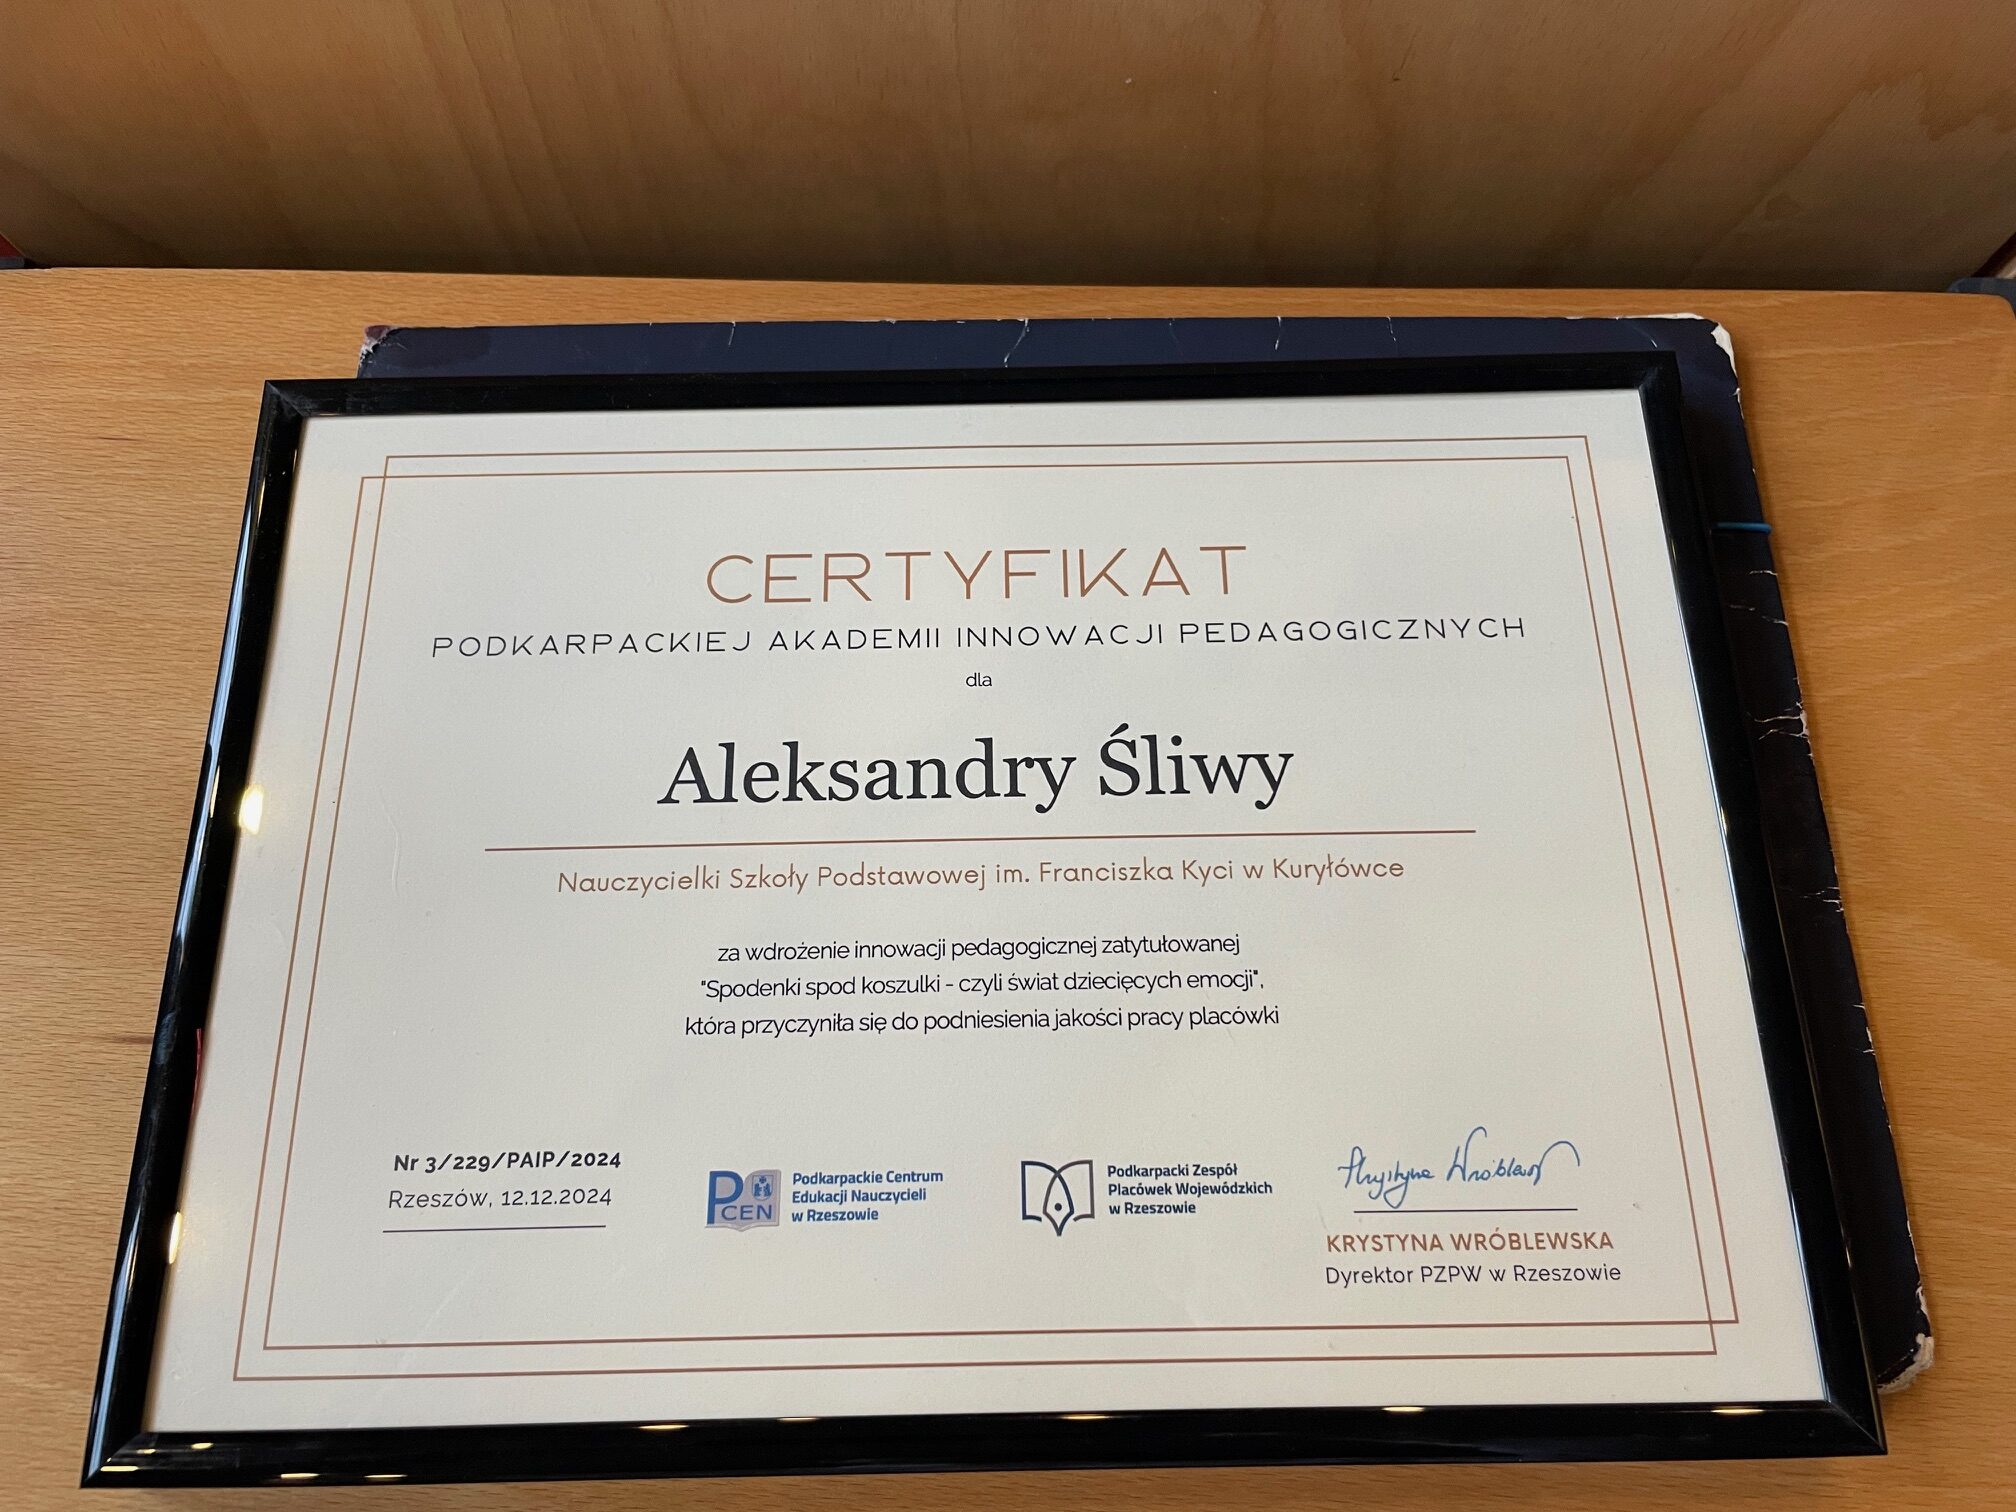 CERTYFIKAT
PODKARPACKIEJ AKADEMII INNOWACJI PEDAGOGICZNYCH
dla
Aleksandry Śliwy
Nauczycielki Szkoły Podstawowej im. Franciszka Kyci w Kuryłówce
za wdrożenie innowacji pedagogicznej zatytułowanej
"Spodenki spod koszulki - czyli świat dziecięcych emocji",
która przyczyniła się do podniesienia jakości pracy placówki
Nr 3/229/PAIP/2024
Rzeszów, 12.12.2024
PCEN
Podkarpackie Centrum
Edukacji Nauczycieli
w Rzeszowie
Podkarpacki Zespół
Placówek Wojewódzkich
w Rzeszowie
Krystyna Wróblewska
KRYSTYNA WRÓBLEWSKA
Dyrektor PZPW w Rzeszowie